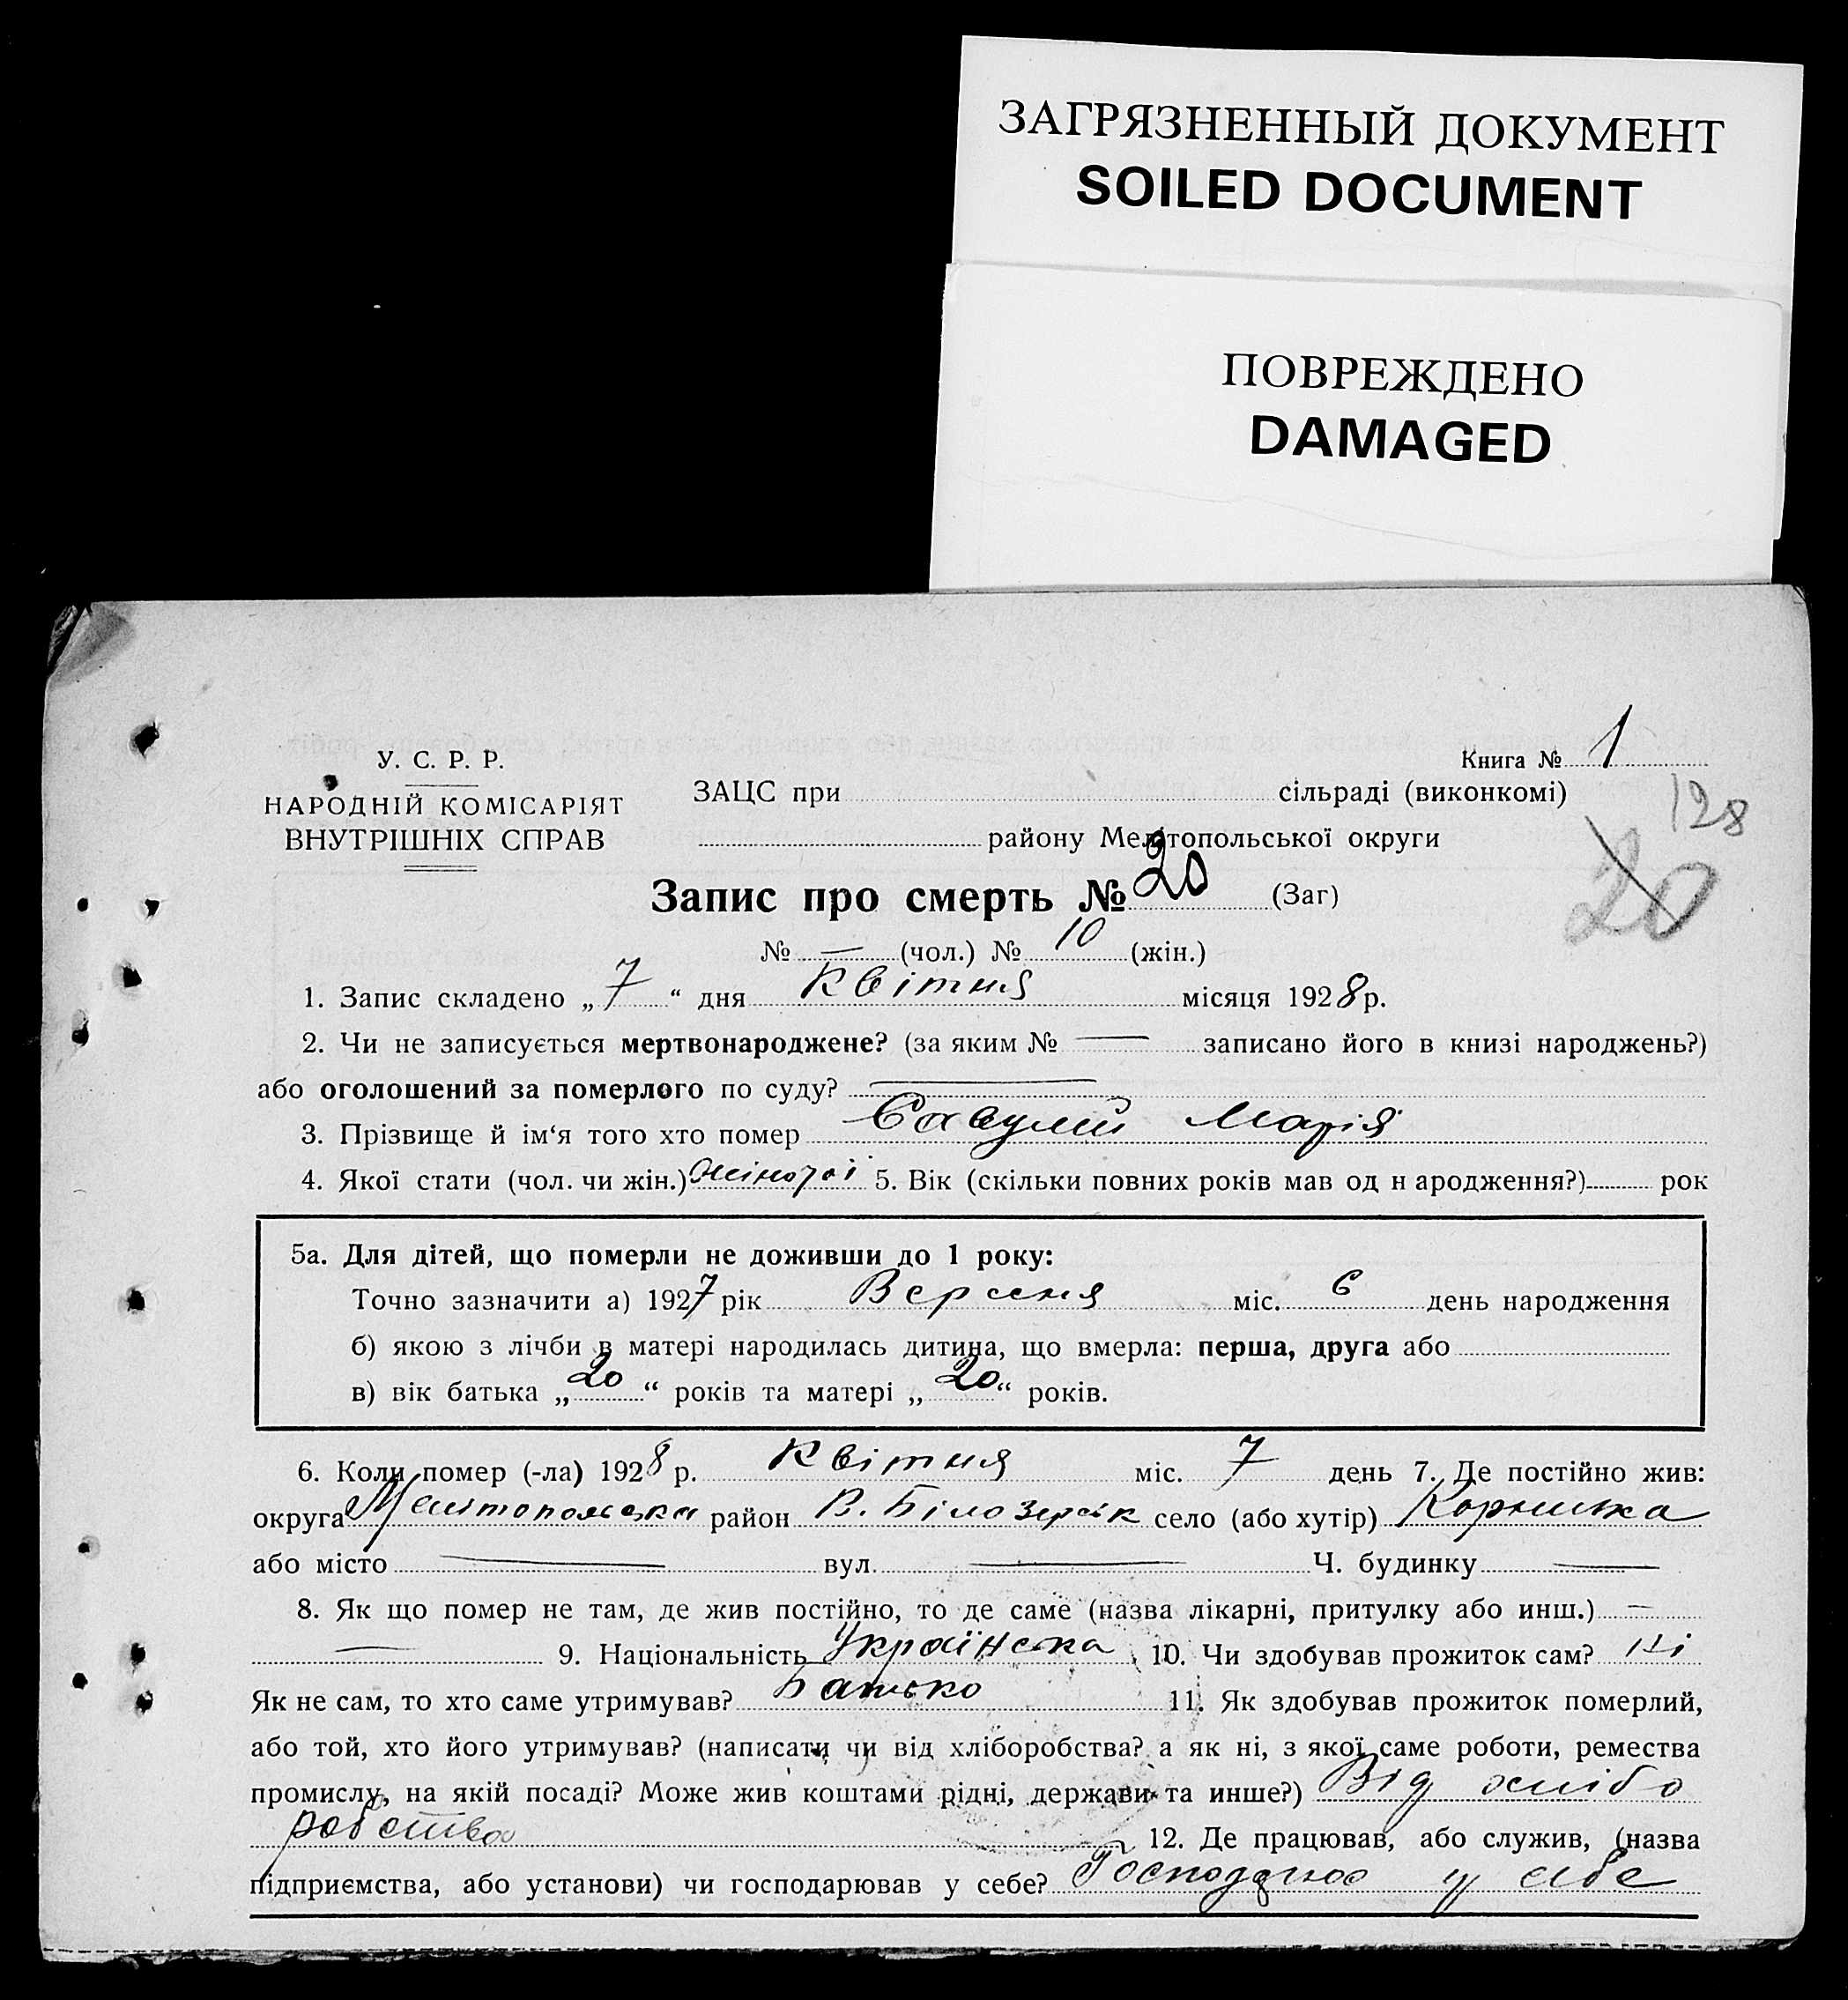 ЗАГРЯЗНЕННЫЙ ДОКУМЕНТ
SOILED DOCUMENT
ПОВРЕЖДЕНО
DAMAGED
У. С. Р. Р.
НАРОДНІЙ КОМІСАРІЯТ
ВНУТРІШНІХ СПРАВ
Книга № 1
ЗАЦС при сільраді (виконкомі)
128
району Мелітопольської округи
20
Запис про смерть № 20 (Заг)
№ — (чол.) № 10 (жін.)
1. Запис складено „7“ дня Квітня місяця 1928 р.
2. Чи не записується мертвонароджене? (за яким № — записано його в книзі народжень?)
або оголошений за померлого по суду? —
3. Прізвище й ім‘я того хто помер Марія
4. Якої стати (чол. чи жін.) 5. Вік (скільки повних років мав од н ародження?) рок
5а. Для дітей, що померли не доживши до 1 року:
Точно зазначити а) 1927 рік Вересня міс. 6 день народження
б) якою з лічби в матері народилась дитина, що вмерла: перша, друга або
в) вік батька „20“ років та матері „20“ років.
6. Коли помер (-ла) 1928 р. Квітня міс. 7 день 7. Де постійно жив:
округа Мелітопольська район В. Білозерськ село (або хутір)
або місто — вул. — Ч. будинку —
8. Як що помер не там, де жив постійно, то де саме (назва лікарні, притулку або инш.) —
— 9. Національність Українська 10. Чи здобував прожиток сам? Ні
Як не сам, то хто саме утримував? Батько 11. Як здобував прожиток померлий,
або той, хто його утримував? (написати чи від хліборобства? а як ні, з якої саме роботи, ремества
промислу, на якій посаді? Може жив коштами рідні, держави та инше?) Від хлібо
робства 12. Де працював, або служив, (назва
підприємства, або установи) чи господарював у себе? у себе